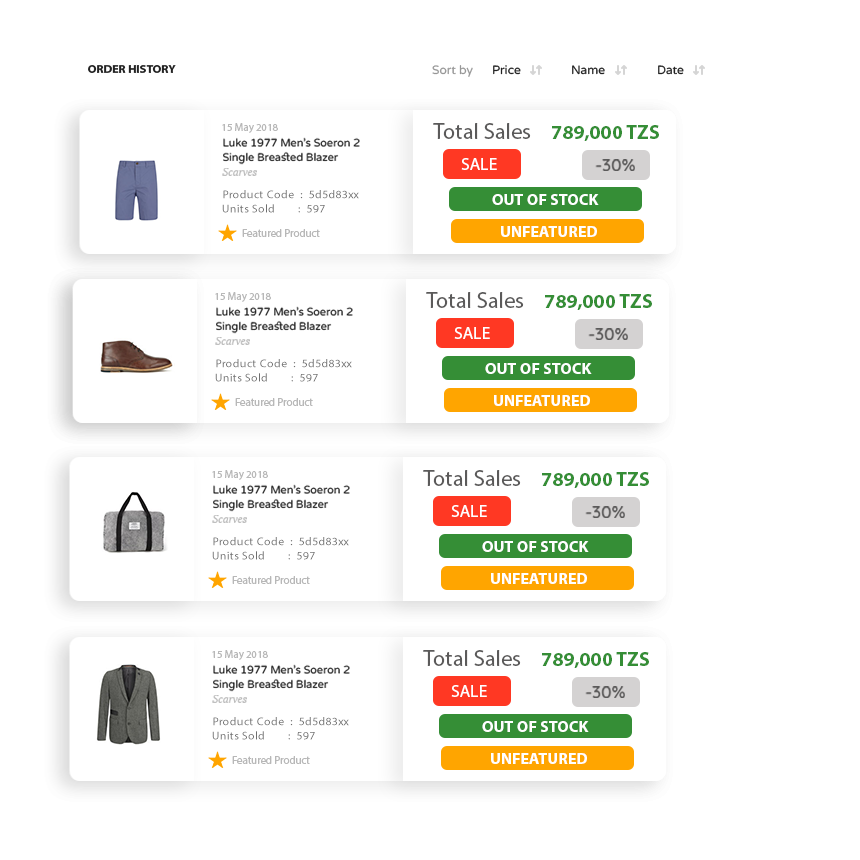 ORDER HISTORY
Sort by Price Name Date
15 May 2018
Luke 1977 Men's Soeron 2
Single Breasted Blazer
Scarves
Product Code : 5d5d83xx
Units Sold : 597
Featured Product
Total Sales 789,000 TZS
SALE -30%
OUT OF STOCK
UNFEATURED
15 May 2018
Luke 1977 Men's Soeron 2
Single Breasted Blazer
Scarves
Product Code : 5d5d83xx
Units Sold : 597
Featured Product
Total Sales 789,000 TZS
SALE -30%
OUT OF STOCK
UNFEATURED
15 May 2018
Luke 1977 Men's Soeron 2
Single Breasted Blazer
Scarves
Product Code : 5d5d83xx
Units Sold : 597
Featured Product
Total Sales 789,000 TZS
SALE -30%
OUT OF STOCK
UNFEATURED
15 May 2018
Luke 1977 Men's Soeron 2
Single Breasted Blazer
Scarves
Product Code : 5d5d83xx
Units Sold : 597
Featured Product
Total Sales 789,000 TZS
SALE -30%
OUT OF STOCK
UNFEATURED